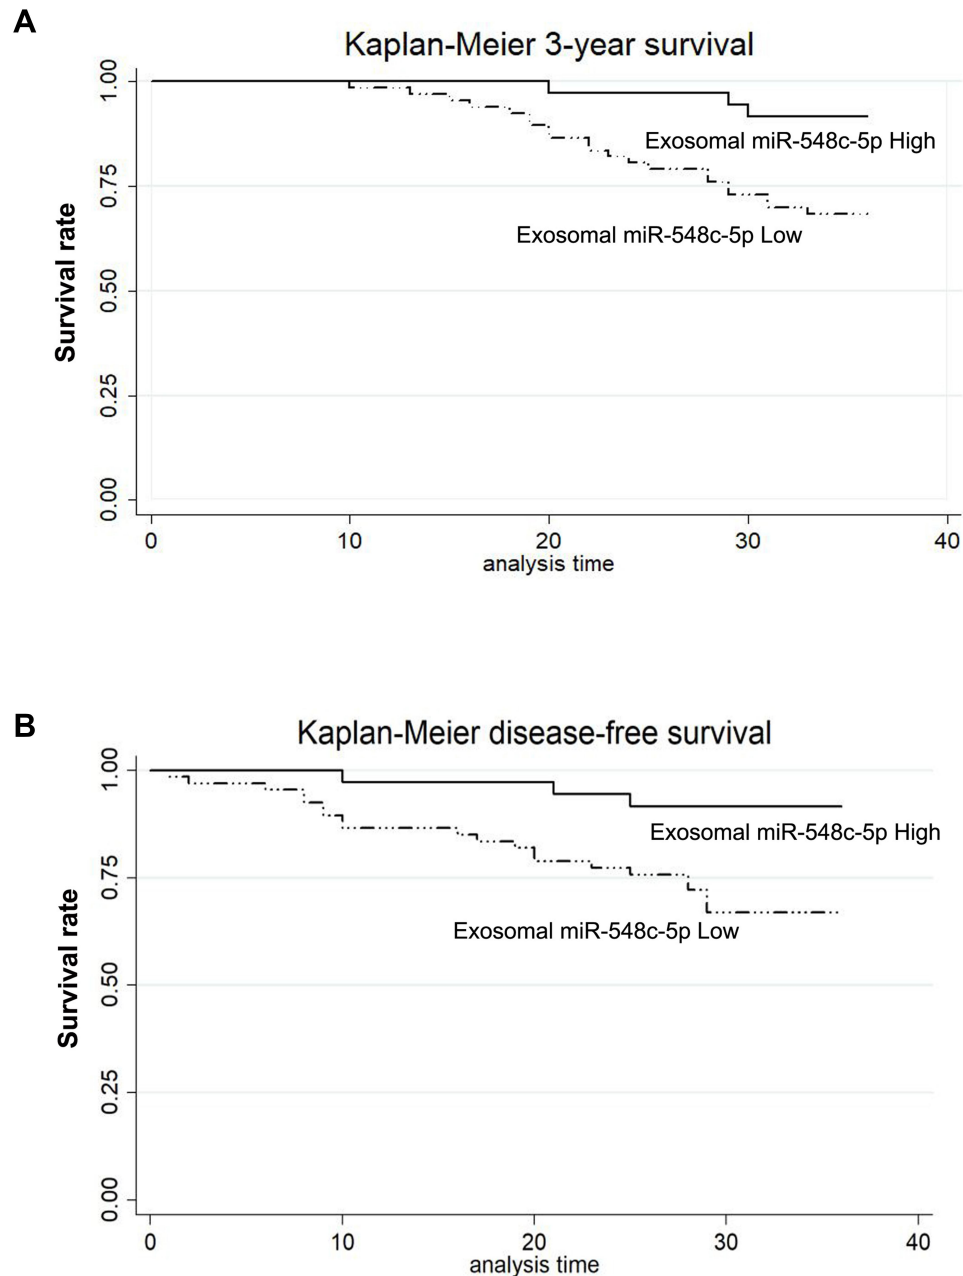 A
Kaplan-Meier 3-year survival
1.00
Exosomal miR-548c-5p High
0.75
Exosomal miR-548c-5p Low
Survival rate
0.50
0.25
0.00
0 10 20 30 40
analysis time
B
Kaplan-Meier disease-free survival
1.00
Exosomal miR-548c-5p High
0.75
Exosomal miR-548c-5p Low
Survival rate
0.50
0.25
0.00
0 10 20 30 40
analysis time